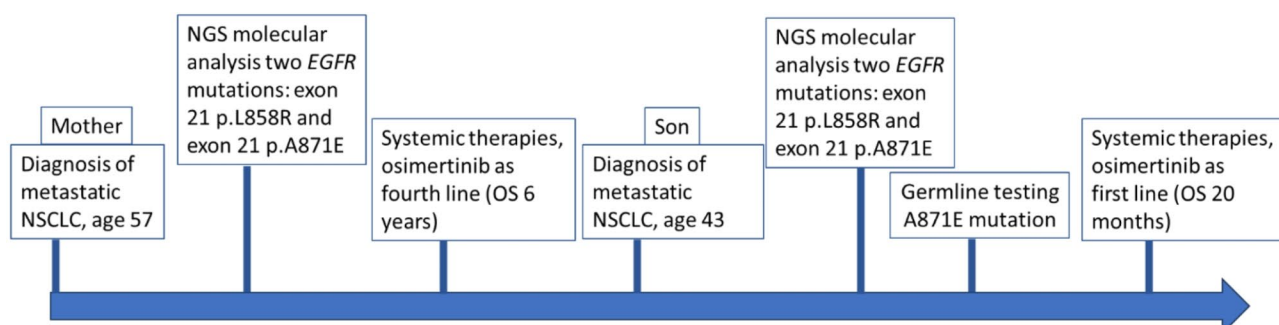 Mother
Diagnosis of
metastatic
NSCLC, age 57
NGS molecular
analysis two EGFR
mutations: exon
21 p.L858R and
exon 21 p.A871E
Systemic therapies,
osimertinib as
fourth line (OS 6
years)
Son
Diagnosis of
metastatic
NSCLC, age 43
NGS molecular
analysis two EGFR
mutations: exon
21 p.L858R and
exon 21 p.A871E
Germline testing
A871E mutation
Systemic therapies,
osimertinib as
first line (OS 20
months)